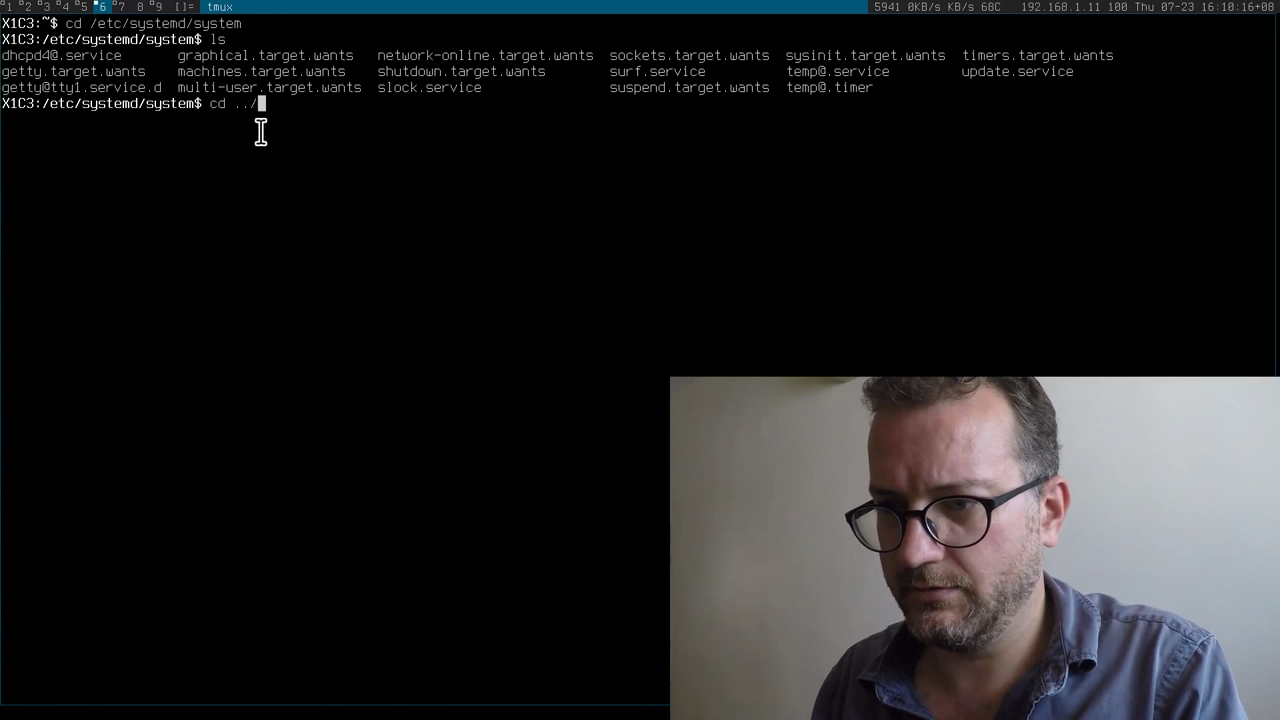 1 2 3 4 5 6 7 8 9 []= tmux 5941 0KB/s KB/s 68C 192.168.1.11 100 Thu 07-23 16:10:16+08
X1C3:~$ cd /etc/systemd/system
X1C3:/etc/systemd/system$ ls
dhcpd4@.service graphical.target.wants network-online.target.wants sockets.target.wants sysinit.target.wants timers.target.wants
getty.target.wants machines.target.wants shutdown.target.wants surf.service temp@.service update.service
getty@tty1.service.d multi-user.target.wants slock.service suspend.target.wants temp@.timer
X1C3:/etc/systemd/system$ cd ../